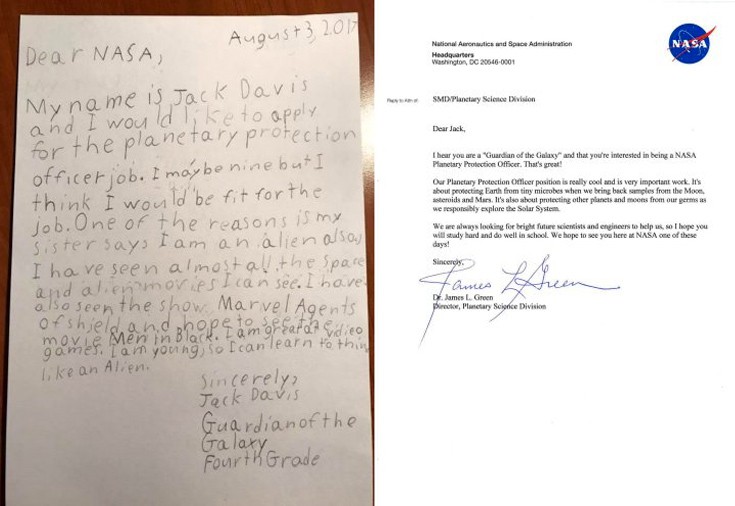 August 3, 2017
Dear NASA,
My name is Jack Davis
and I would like to apply
for the planetary protection
officer job. I may be nine but I
think I would be fit for the
job. One of the reasons is my
sister says I am an alien also,
I have seen almost all the space
and alien movies I can see. I have
also seen the show Marvel Agents
of Shield and hope to see the
movie Men in Black. I am great at vidieo
games. I am young, so I can learn to think
like an Alien.
Sincerely,
Jack Davis
Guardian of the
Galaxy
Fourth Grade
National Aeronautics and Space Administration
Headquarters
Washington, DC 20546-0001
NASA
Reply to Attn of:
SMD/Planetary Science Division
Dear Jack,
I hear you are a "Guardian of the Galaxy" and that you're interested in being a NASA
Planetary Protection Officer. That's great!
Our Planetary Protection Officer position is really cool and is very important work. It's
about protecting Earth from tiny microbes when we bring back samples from the Moon,
asteroids and Mars. It's also about protecting other planets and moons from our germs as
we responsibly explore the Solar System.
We are always looking for bright future scientists and engineers to help us, so I hope you
will study hard and do well in school. We hope to see you here at NASA one of these
days!
Sincerely,
James L Green
Dr. James L. Green
Director, Planetary Science Division